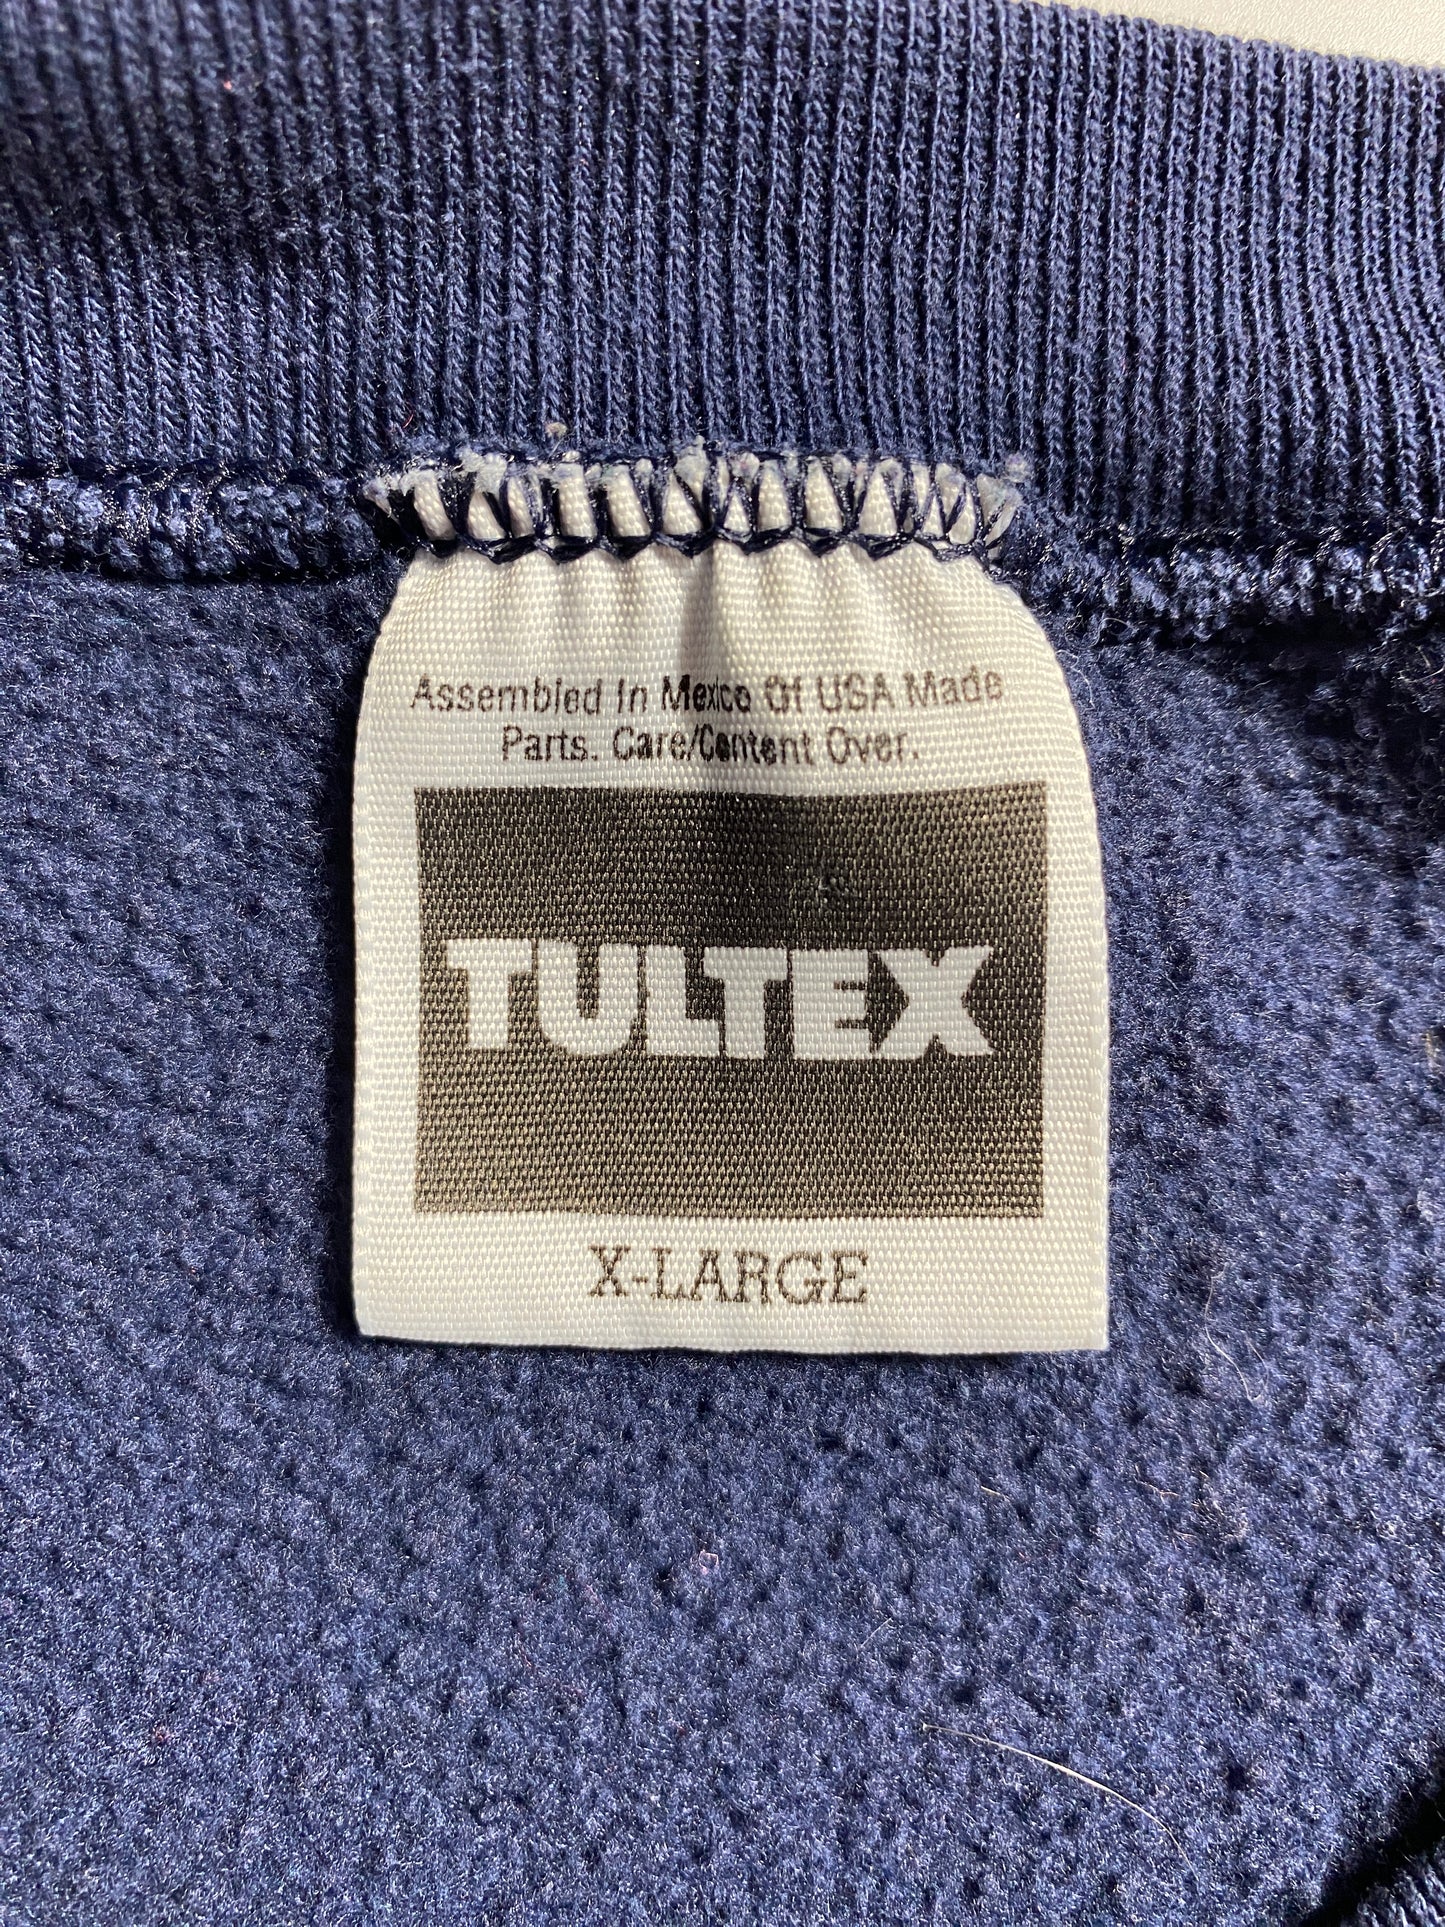 Assembled In Mexico Of USA Made
Parts. Care/Content Over.
TULTEX
X-LARGE